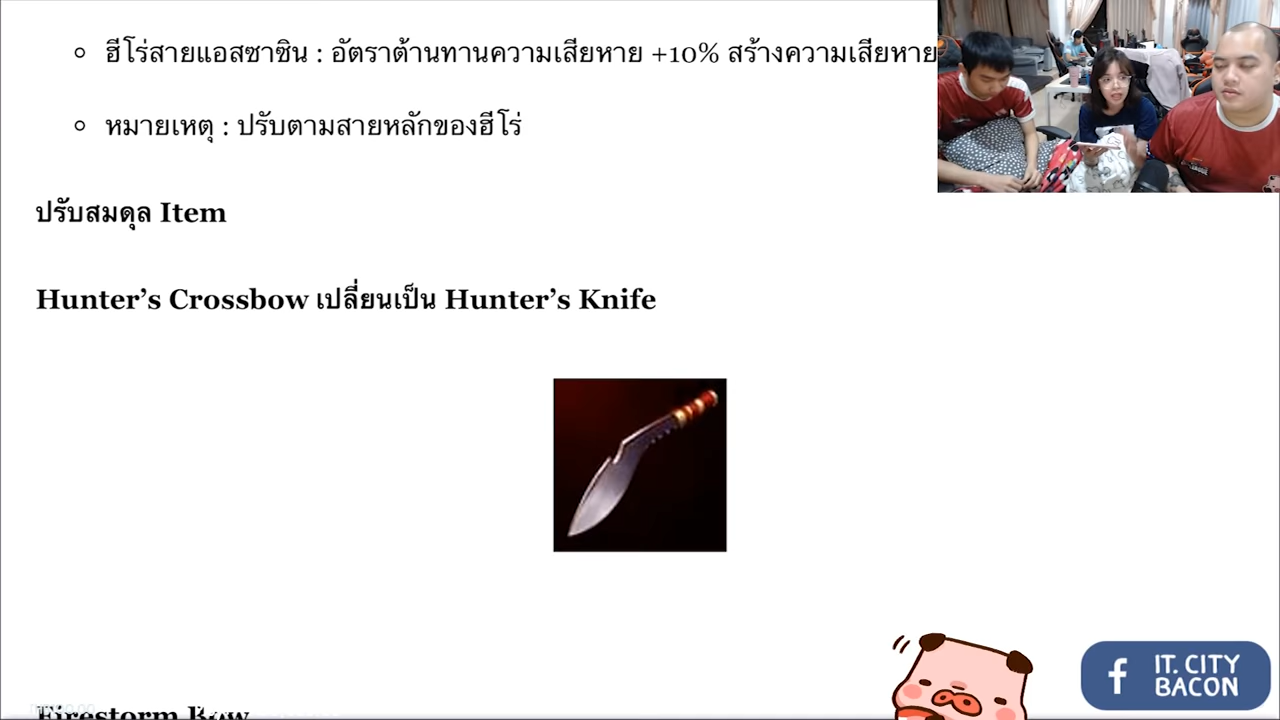 ฮีโร่สายแอสซาซิน : อัตราต้านทานความเสียหาย +10% สร้างความเสียหาย
หมายเหตุ : ปรับตามสายหลักของฮีโร่
ปรับสมดุล Item
Hunter’s Crossbow เปลี่ยนเป็น Hunter’s Knife
IT. CITY
BACON
Firestorm Bow